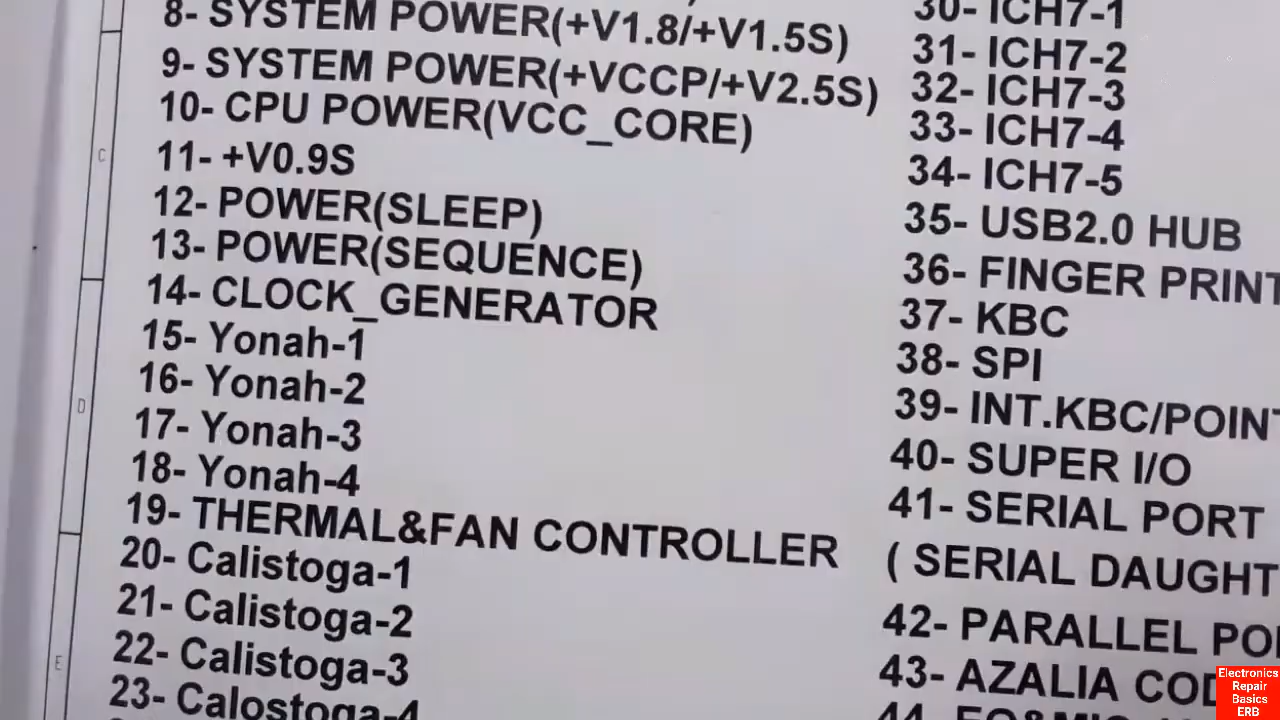 8- SYSTEM POWER(+V1.8/+V1.5S)
9- SYSTEM POWER(+VCCP/+V2.5S)
10- CPU POWER(VCC_CORE)
11- +V0.9S
12- POWER(SLEEP)
13- POWER(SEQUENCE)
14- CLOCK_GENERATOR
15- Yonah-1
16- Yonah-2
17- Yonah-3
18- Yonah-4
19- THERMAL&FAN CONTROLLER
20- Calistoga-1
21- Calistoga-2
22- Calistoga-3
23- Calostoga-4
30- ICH7-1
31- ICH7-2
32- ICH7-3
33- ICH7-4
34- ICH7-5
35- USB2.0 HUB
36- FINGER PRINT
37- KBC
38- SPI
39- INT.KBC/POINT
40- SUPER I/O
41- SERIAL PORT
( SERIAL DAUGHT
42- PARALLEL PO
43- AZALIA COD
C
D
E
Electronics
Repair
Basics
ERB